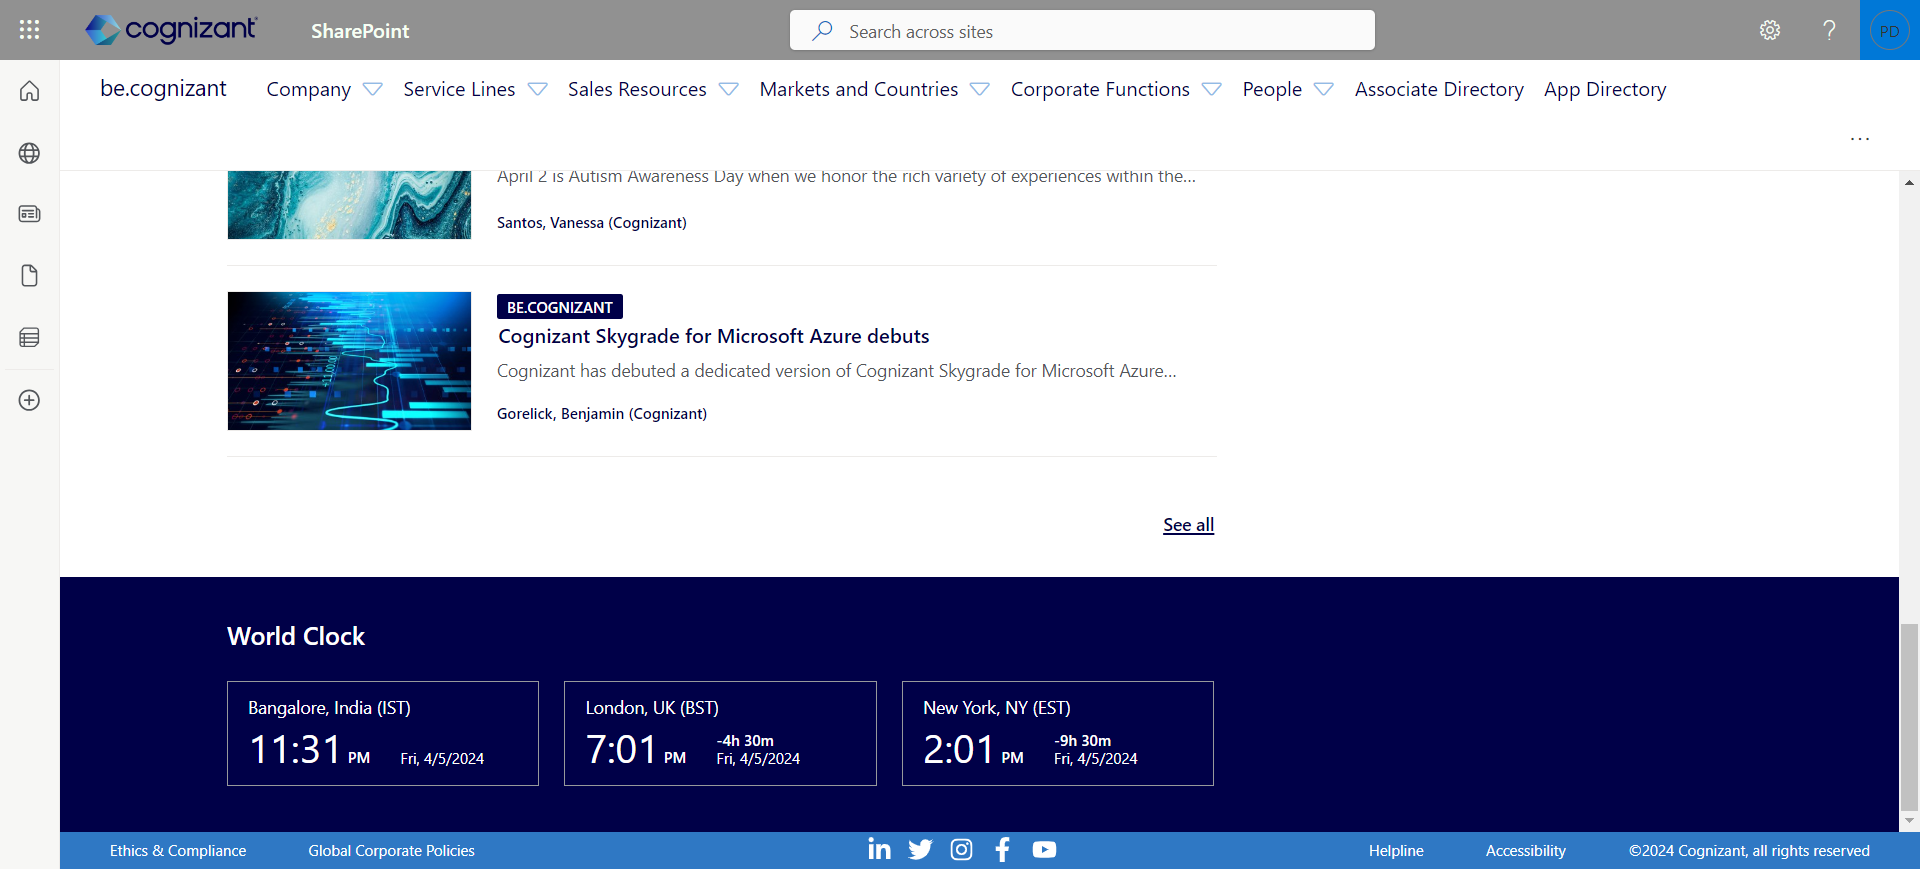 cognizant
SharePoint
Search across sites
PD
be.cognizant
Company
Service Lines
Sales Resources
Markets and Countries
Corporate Functions
People
Associate Directory
App Directory
...
April 2 is Autism Awareness Day when we honor the rich variety of experiences within the...
Santos, Vanessa (Cognizant)
BE.COGNIZANT
Cognizant Skygrade for Microsoft Azure debuts
Cognizant has debuted a dedicated version of Cognizant Skygrade for Microsoft Azure...
Gorelick, Benjamin (Cognizant)
See all
World Clock
Bangalore, India (IST)
11:31 PM Fri, 4/5/2024
London, UK (BST)
7:01 PM -4h 30m
Fri, 4/5/2024
New York, NY (EST)
2:01 PM -9h 30m
Fri, 4/5/2024
Ethics & Compliance
Global Corporate Policies
Helpline
Accessibility
©2024 Cognizant, all rights reserved